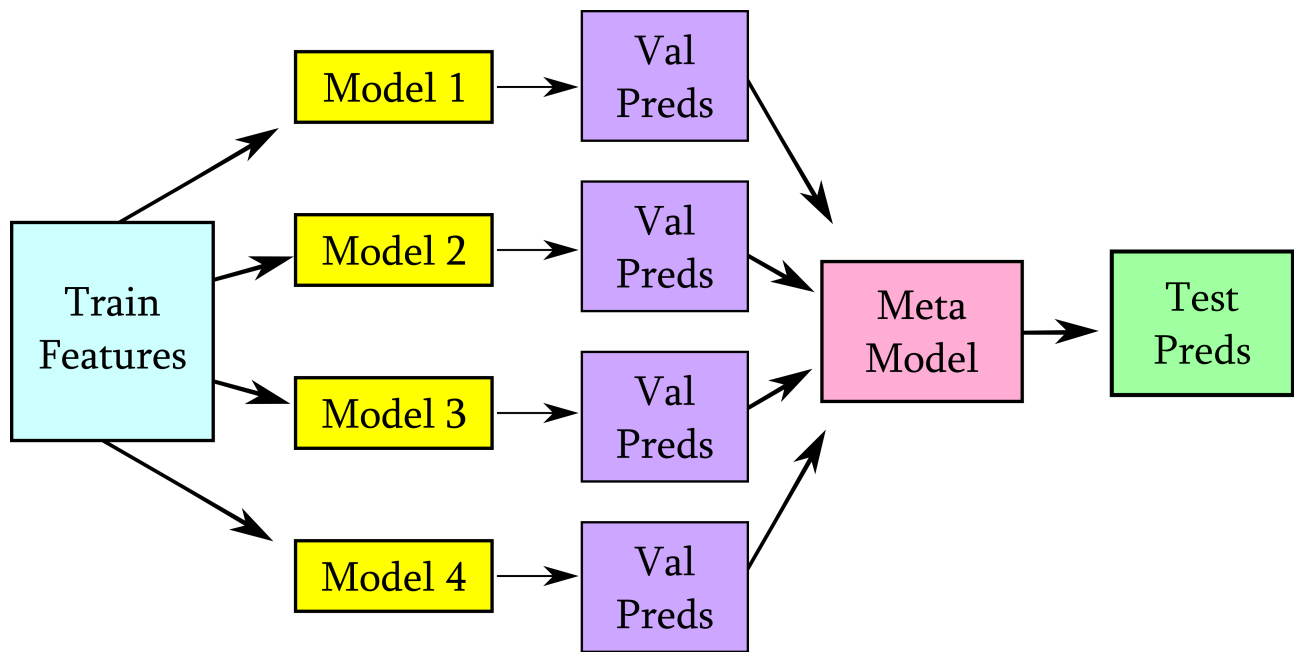 Train
Features
Model 1
Model 2
Model 3
Model 4
Val
Preds
Val
Preds
Val
Preds
Val
Preds
Meta
Model
Test
Preds